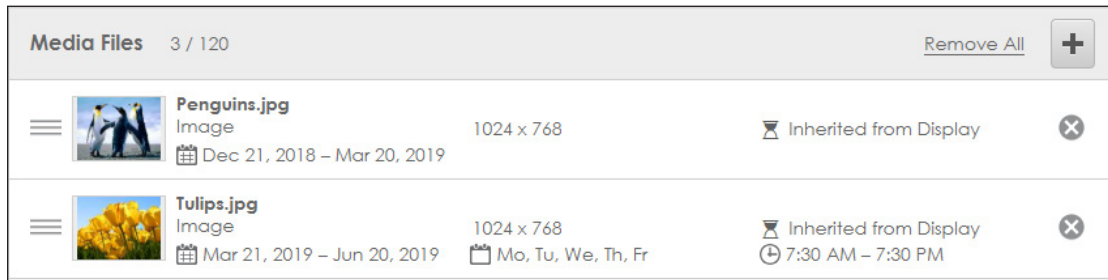 Media Files 3 / 120 Remove All
Penguins.jpg
Image 1024 x 768 Inherited from Display
Dec 21, 2018 – Mar 20, 2019
Tulips.jpg
Image 1024 x 768 Inherited from Display
Mar 21, 2019 – Jun 20, 2019 Mo, Tu, We, Th, Fr 7:30 AM – 7:30 PM